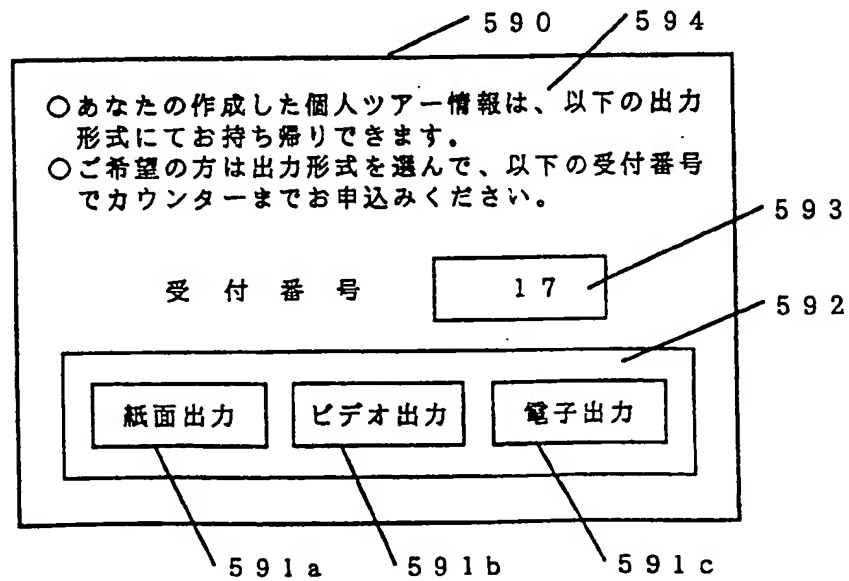 590
594
○あなたの作成した個人ツアー情報は、以下の出力
形式にてお持ち帰りできます。
○ご希望の方は出力形式を選んで、以下の受付番号
でカウンターまでお申込みください。
593
受付番号 17
592
紙面出力 ビデオ出力 電子出力
591a 591b 591c